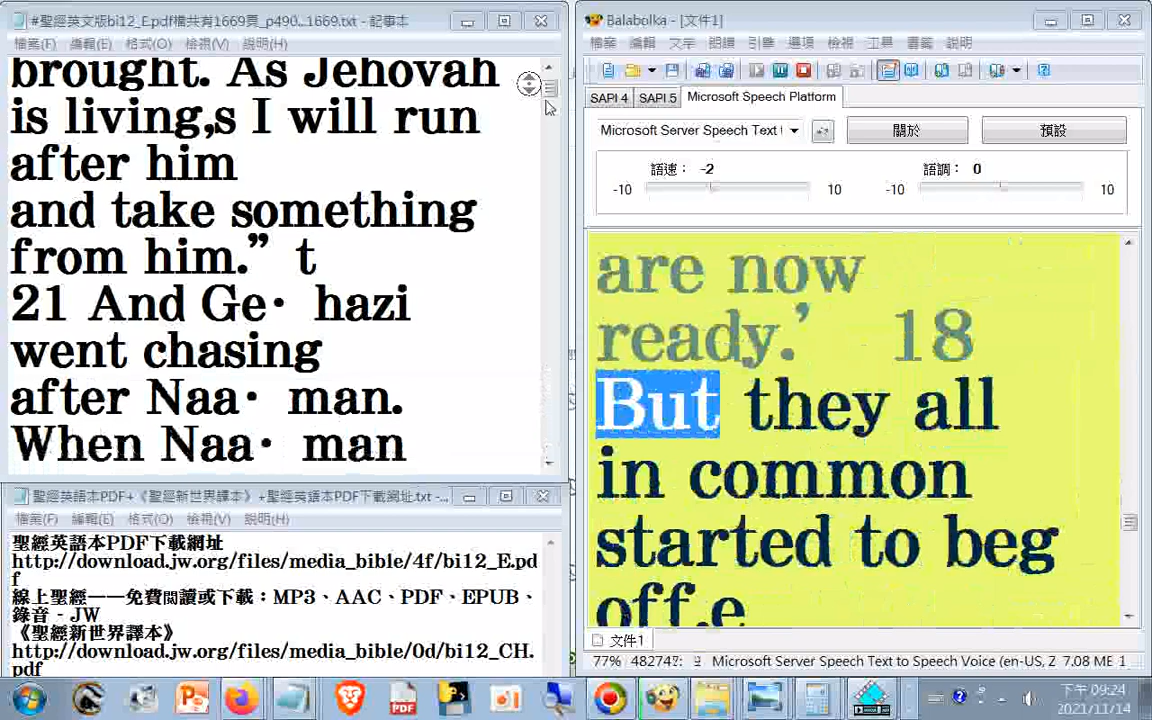 #聖經英文版bi12_E.pdf檔共有1669頁_p490...1669.txt - 記事本
檔案(F) 編輯(E) 格式(O) 檢視(V) 說明(H)
brought. As Jehovah
is living,s I will run
after him
and take something
from him.” t
21 And Ge· hazi
went chasing
after Naa· man.
When Naa· man
聖經英語本PDF+《聖經新世界譯本》+聖經英語本PDF下載網址.txt -...
檔案(F) 編輯(E) 格式(O) 檢視(V) 說明(H)
聖經英語本PDF下載網址
http://download.jw.org/files/media_bible/4f/bi12_E.pd
f
線上聖經——免費閱讀或下載：MP3、AAC、PDF、EPUB、
錄音 - JW
《聖經新世界譯本》
http://download.jw.org/files/media_bible/0d/bi12_CH.
pdf
Balabolka - [文件1]
檔案 編輯 文字 朗讀 引擎 選項 檢視 工具 書籤 說明
SAPI 4 SAPI 5 Microsoft Speech Platform
Microsoft Server Speech Text 關於 預設
語速： -2 語調： 0
-10 10 -10 10
are now
ready.’ 18
But they all
in common
started to beg
off.e
文件1
77% Microsoft Server Speech Text to Speech Voice (en-US, Z 7.08 MB 1
下午 09:24
2021/11/14